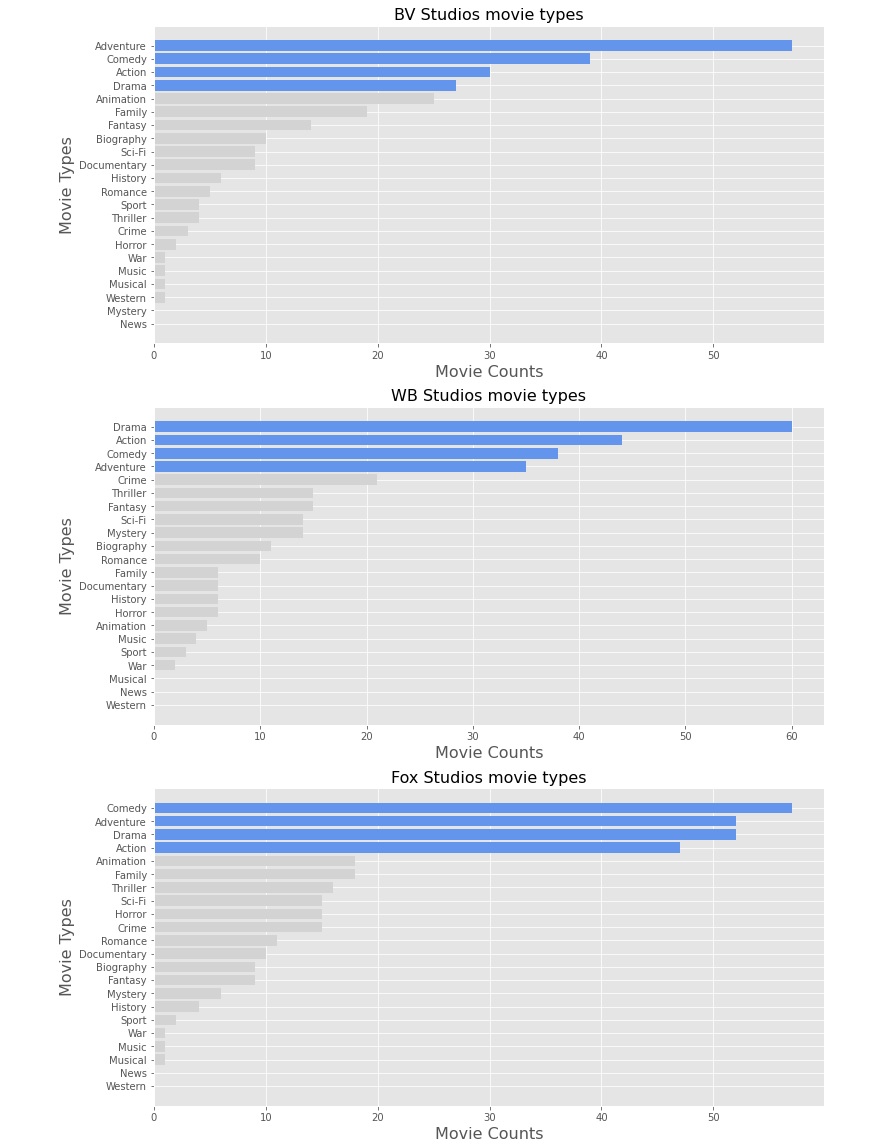 BV Studios movie types
Movie Types
Adventure
Comedy
Action
Drama
Animation
Family
Fantasy
Biography
Sci-Fi
Documentary
History
Romance
Sport
Thriller
Crime
Horror
War
Music
Musical
Western
Mystery
News
0 10 20 30 40 50
Movie Counts
WB Studios movie types
Movie Types
Drama
Action
Comedy
Adventure
Crime
Thriller
Fantasy
Sci-Fi
Mystery
Biography
Romance
Family
Documentary
History
Horror
Animation
Music
Sport
War
Musical
News
Western
0 10 20 30 40 50 60
Movie Counts
Fox Studios movie types
Movie Types
Comedy
Adventure
Drama
Action
Animation
Family
Thriller
Sci-Fi
Horror
Crime
Romance
Documentary
Biography
Fantasy
Mystery
History
Sport
War
Music
Musical
News
Western
0 10 20 30 40 50
Movie Counts